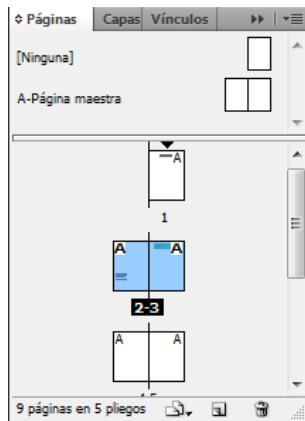 Páginas Capas Vínculos
[Ninguna]
A-Página maestra
A
1
A A
2-3
A A
9 páginas en 5 pliegos